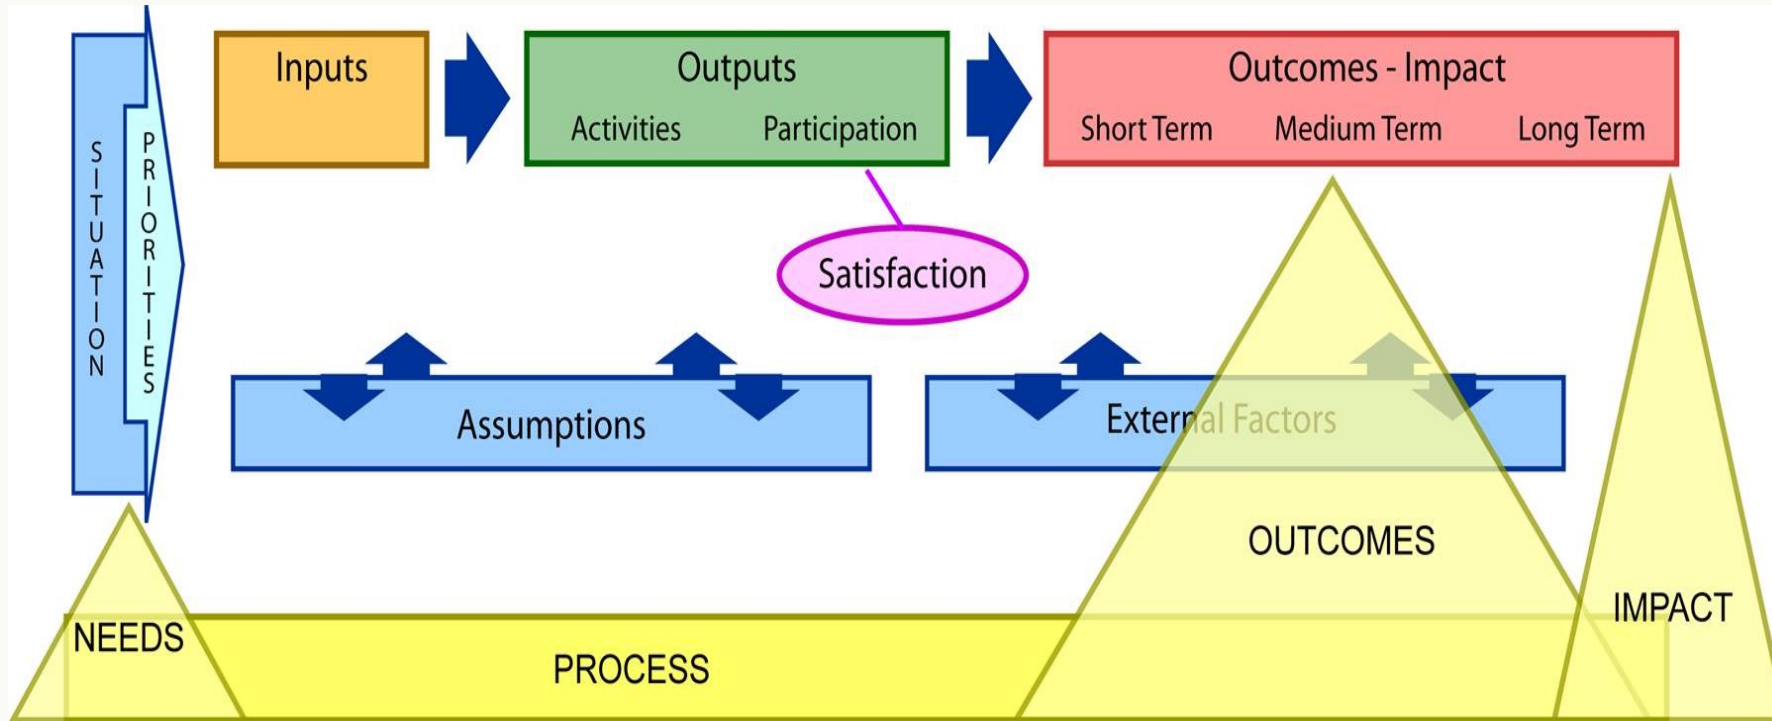 SITUATION
PRIORITIES
Inputs
Outputs
Activities Participation
Outcomes - Impact
Short Term Medium Term Long Term
Satisfaction
Assumptions
External Factors
NEEDS
PROCESS
OUTCOMES
IMPACT